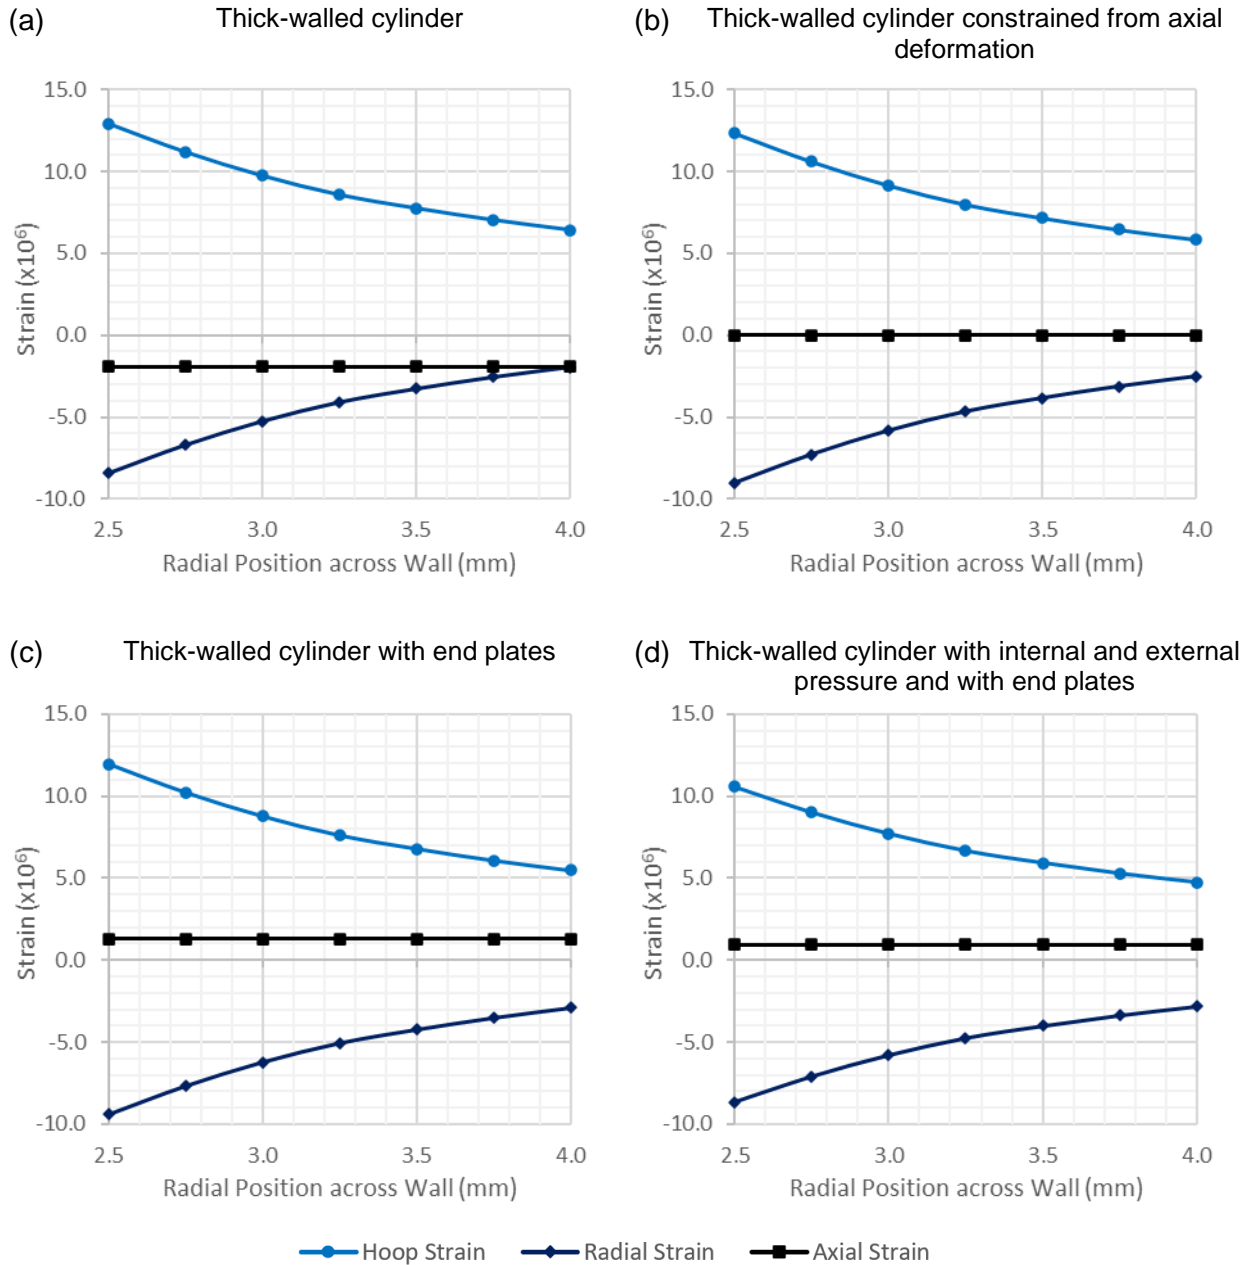 (a)
Thick-walled cylinder
15.0
10.0
5.0
0.0
-5.0
-10.0
Strain (x10⁶)
2.5 3.0 3.5 4.0
Radial Position across Wall (mm)
(b)
Thick-walled cylinder constrained from axial
deformation
15.0
10.0
5.0
0.0
-5.0
-10.0
Strain (x10⁶)
2.5 3.0 3.5 4.0
Radial Position across Wall (mm)
(c)
Thick-walled cylinder with end plates
15.0
10.0
5.0
0.0
-5.0
-10.0
Strain (x10⁶)
2.5 3.0 3.5 4.0
Radial Position across Wall (mm)
(d)
Thick-walled cylinder with internal and external
pressure and with end plates
15.0
10.0
5.0
0.0
-5.0
-10.0
Strain (x10⁶)
2.5 3.0 3.5 4.0
Radial Position across Wall (mm)
Hoop Strain Radial Strain Axial Strain